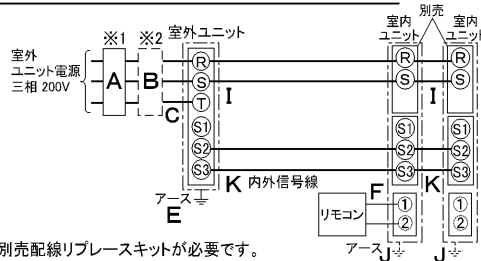 ※1
※2
室外ユニット
別売
室内
ユニット
室内
ユニット
室外
ユニット電源
三相 200V
A
B
C
R
S
T
S1
S2
S3
I
R
S
S1
S2
S3
I
R
S
S1
S2
S3
K
内外信号線
K
アース
E
F
リモコン
①
②
①
②
アース
J
J
別売配線リプレースキットが必要です。